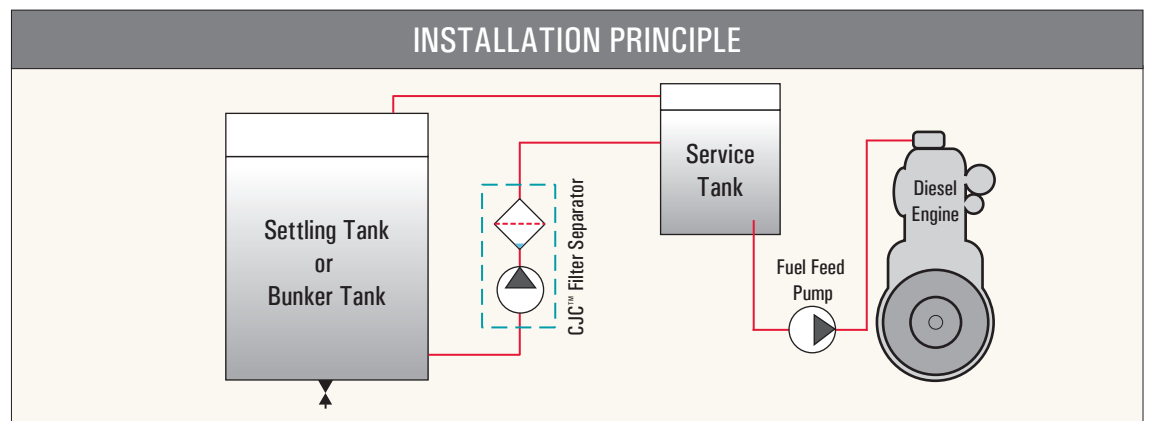 INSTALLATION PRINCIPLE
Settling Tank
or
Bunker Tank
CJC™ Filter Separator
Service
Tank
Fuel Feed
Pump
Diesel
Engine